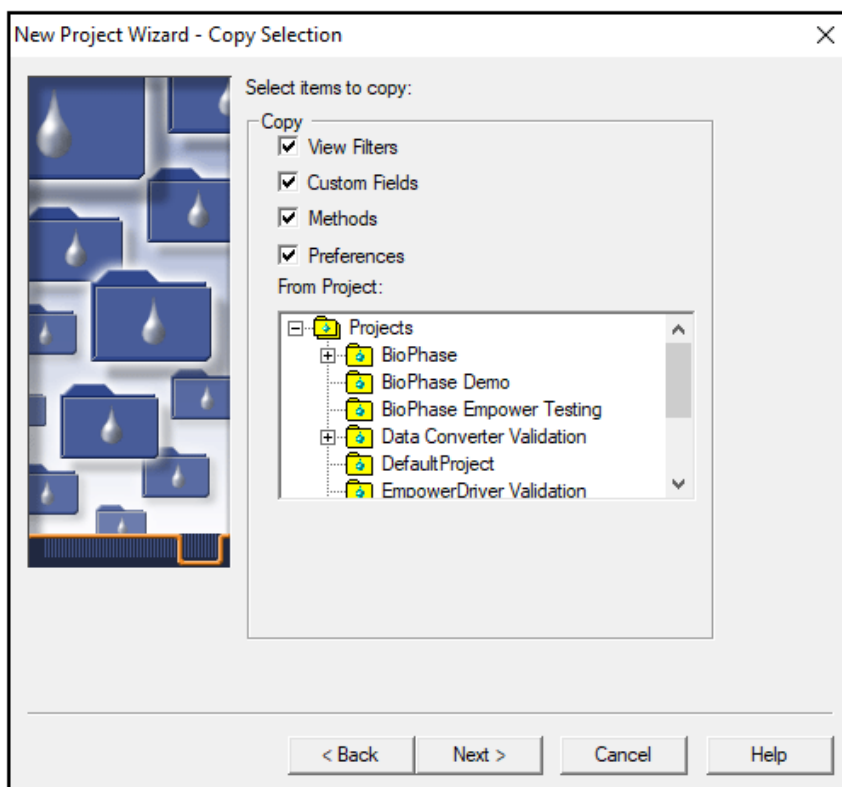 New Project Wizard - Copy Selection
Select items to copy:
Copy
View Filters
Custom Fields
Methods
Preferences
From Project:
Projects
BioPhase
BioPhase Demo
BioPhase Empower Testing
Data Converter Validation
DefaultProject
EmpowerDriver Validation
< Back Next > Cancel Help